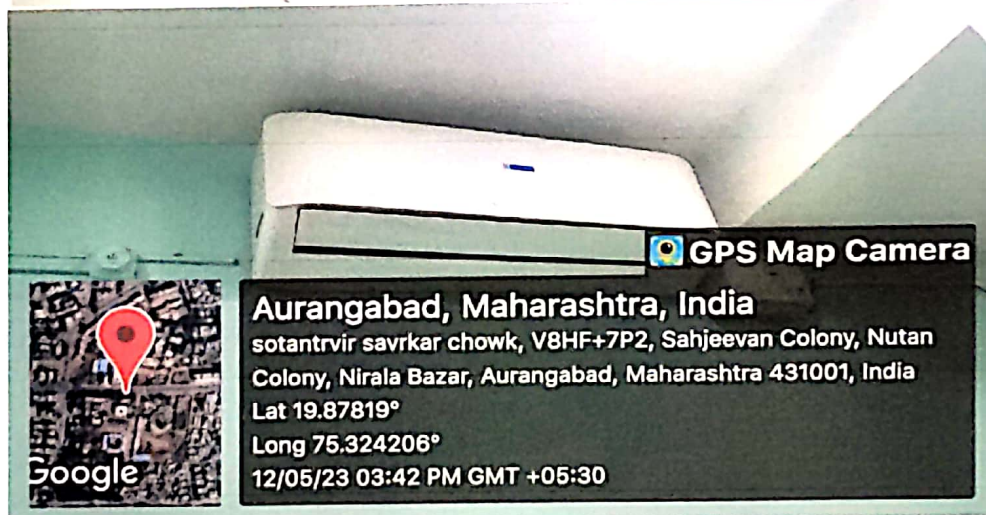 GPS Map Camera
Aurangabad, Maharashtra, India
sotantrvir savrkar chowk, V8HF+7P2, Sahjeevan Colony, Nutan
Colony, Nirala Bazar, Aurangabad, Maharashtra 431001, India
Lat 19.87819°
Long 75.324206°
12/05/23 03:42 PM GMT +05:30
Google